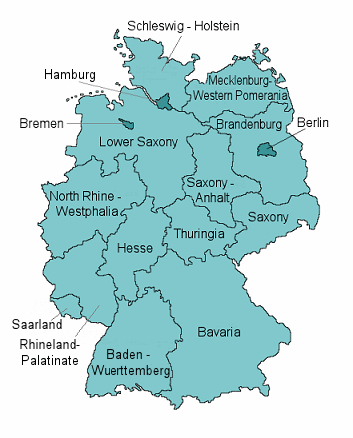 Schleswig - Holstein
Hamburg
Mecklenburg-
Western Pomerania
Bremen
Brandenburg
Berlin
Lower Saxony
Saxony -
Anhalt
North Rhine -
Westphalia
Saxony
Thuringia
Hesse
Saarland
Rhineland-
Palatinate
Bavaria
Baden -
Wuerttemberg